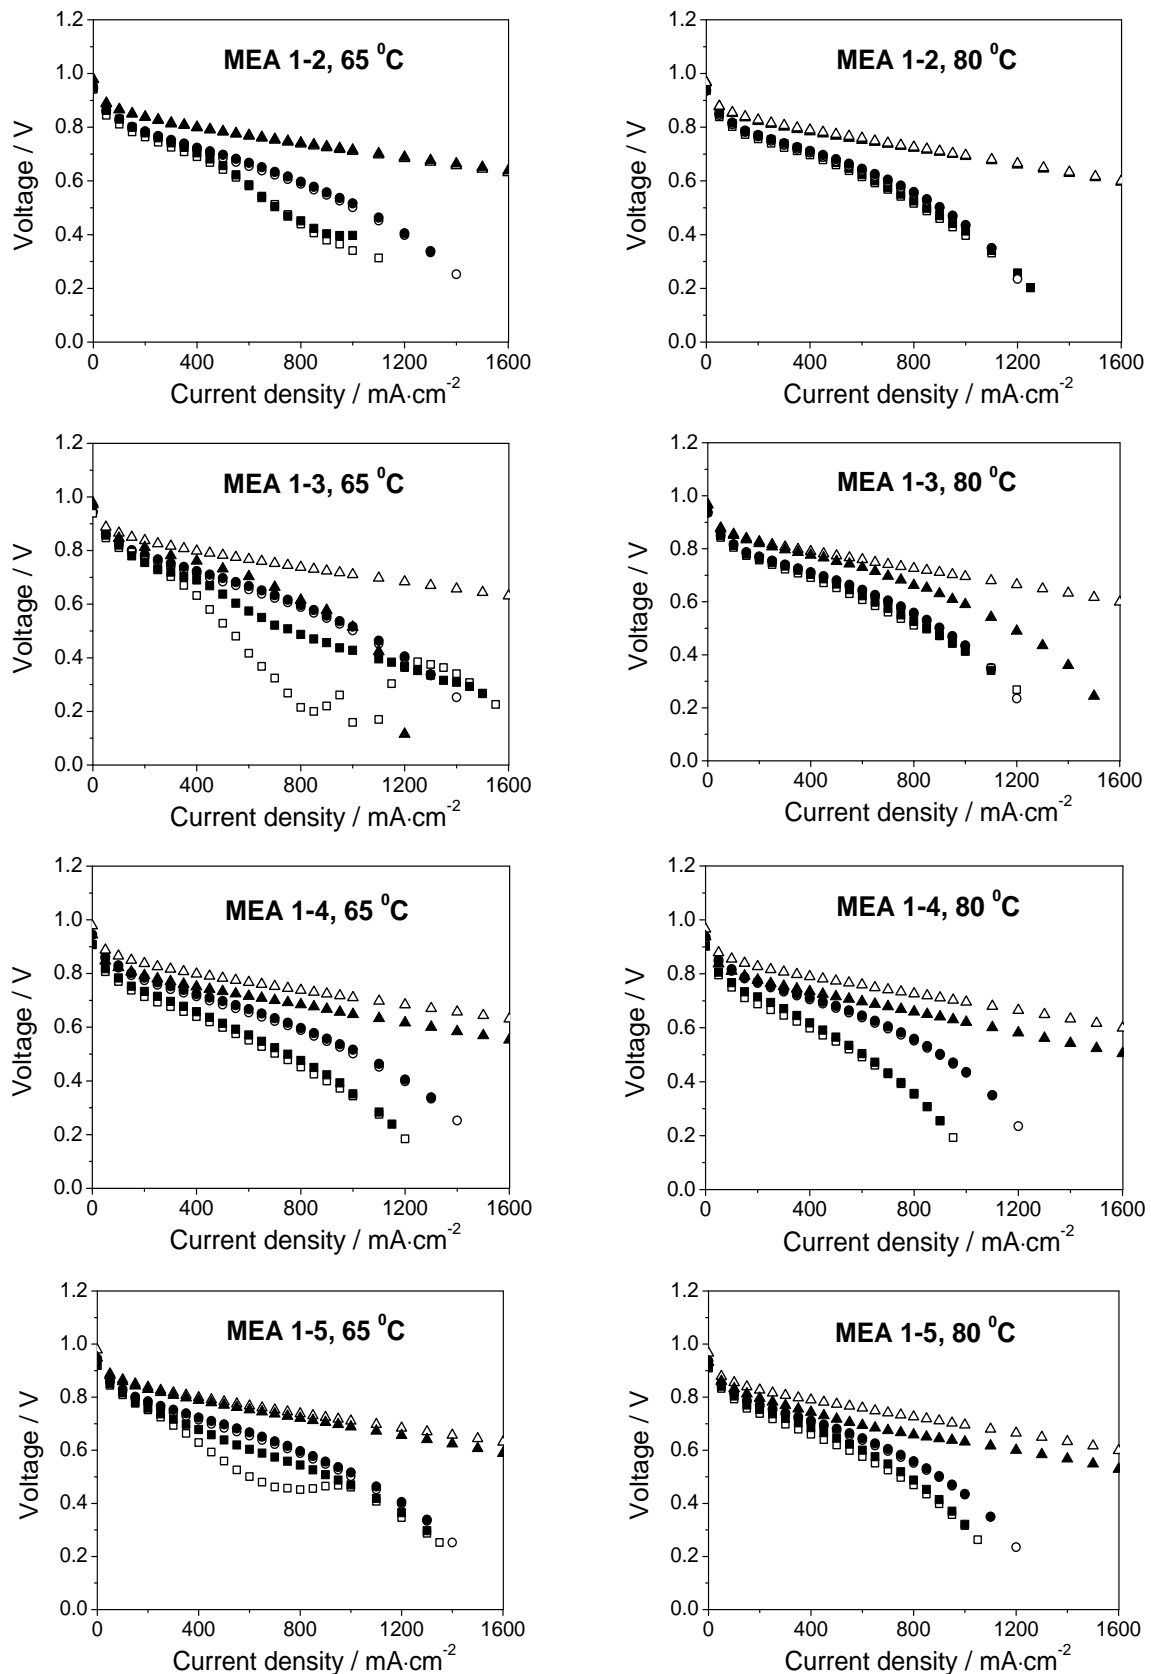 MEA 1-2, 65 ⁰C
Voltage / V
1.2
1.0
0.8
0.6
0.4
0.2
0.0
0 400 800 1200 1600
Current density / mA·cm⁻²
MEA 1-2, 80 ⁰C
Voltage / V
1.2
1.0
0.8
0.6
0.4
0.2
0.0
0 400 800 1200 1600
Current density / mA·cm⁻²
MEA 1-3, 65 ⁰C
Voltage / V
1.2
1.0
0.8
0.6
0.4
0.2
0.0
0 400 800 1200 1600
Current density / mA·cm⁻²
MEA 1-3, 80 ⁰C
Voltage / V
1.2
1.0
0.8
0.6
0.4
0.2
0.0
0 400 800 1200 1600
Current density / mA·cm⁻²
MEA 1-4, 65 ⁰C
Voltage / V
1.2
1.0
0.8
0.6
0.4
0.2
0.0
0 400 800 1200 1600
Current density / mA·cm⁻²
MEA 1-4, 80 ⁰C
Voltage / V
1.2
1.0
0.8
0.6
0.4
0.2
0.0
0 400 800 1200 1600
Current density / mA·cm⁻²
MEA 1-5, 65 ⁰C
Voltage / V
1.2
1.0
0.8
0.6
0.4
0.2
0.0
0 400 800 1200 1600
Current density / mA·cm⁻²
MEA 1-5, 80 ⁰C
Voltage / V
1.2
1.0
0.8
0.6
0.4
0.2
0.0
0 400 800 1200 1600
Current density / mA·cm⁻²